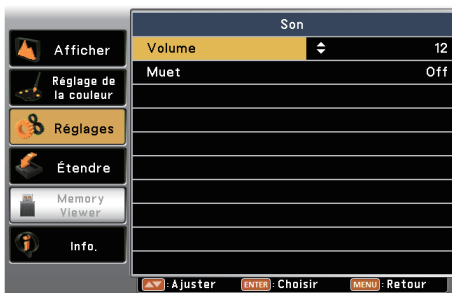 Son
Afficher
Réglage de
la couleur
Réglages
Étendre
Memory
Viewer
Info.
Volume 12
Muet Off
: Ajuster ENTER : Choisir MENU : Retour